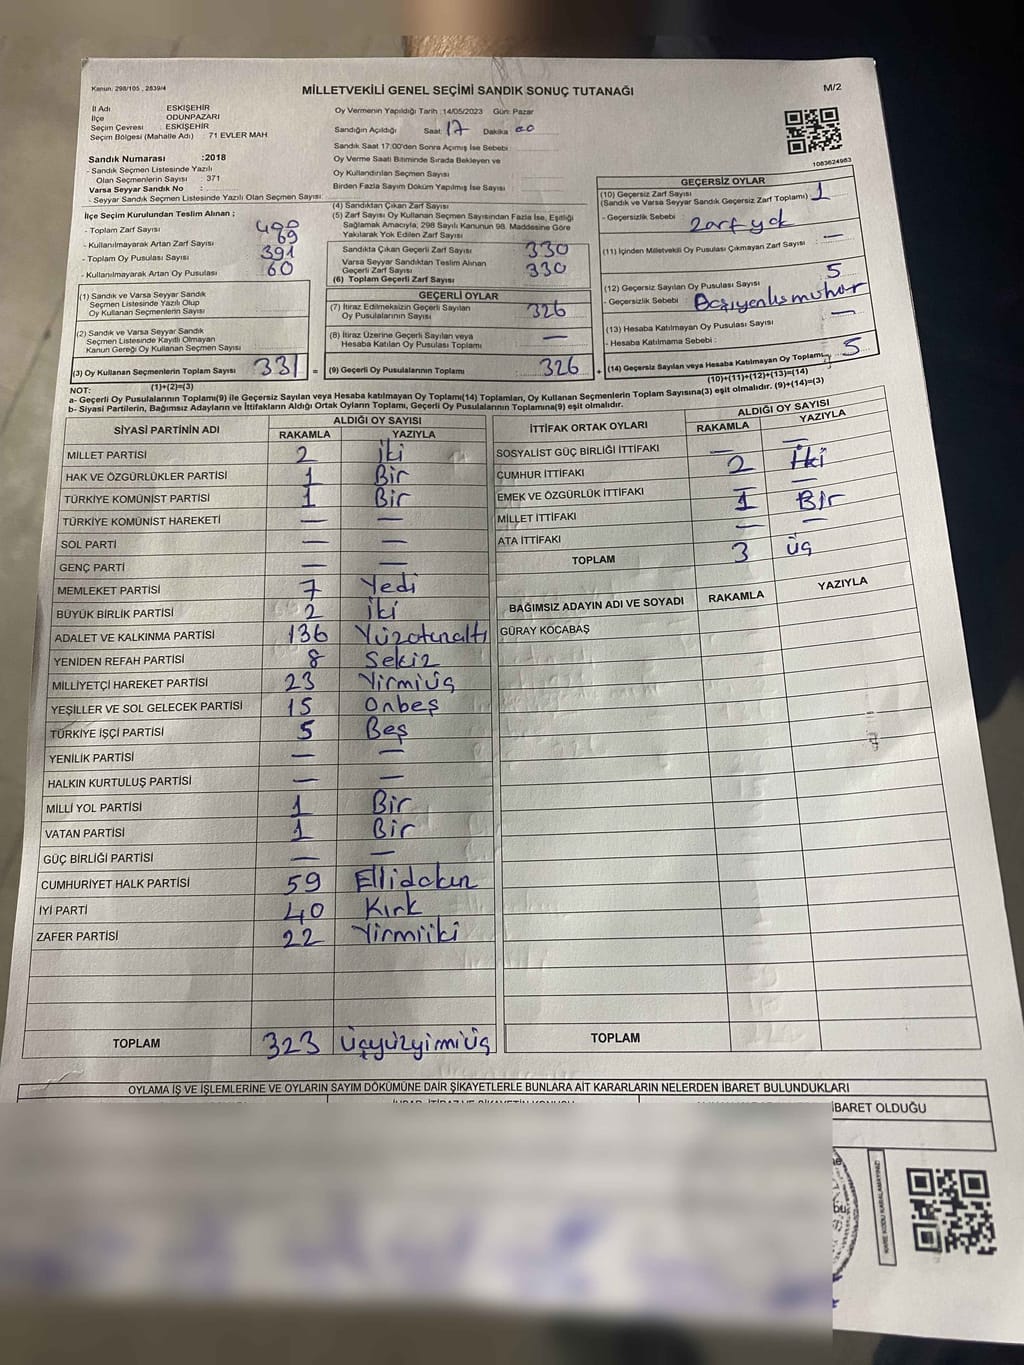 Kanun: 298/105 , 2839/4
MİLLETVEKİLİ GENEL SEÇİMİ SANDIK SONUÇ TUTANAĞI
M/2
İl Adı : ESKİŞEHİR
İlçe : ODUNPAZARI
Seçim Çevresi : ESKİŞEHİR
Seçim Bölgesi (Mahalle Adı) : 71 EVLER MAH
Sandık Numarası :2018
- Sandık Seçmen Listesinde Yazılı
Olan Seçmenlerin Sayısı : 371
Varsa Seyyar Sandık No :
- Seyyar Sandık Seçmen Listesinde Yazılı Olan Seçmen Sayısı:
Oy Vermenin Yapıldığı Tarih :14/05/2023 Gün: Pazar
Sandığın Açıldığı Saat 17 Dakika 00
Sandık Saat 17:00'den Sonra Açılmış İse Sebebi :
Oy Verme Saati Bitiminde Sırada Bekleyen ve
Oy Kullandırılan Seçmen Sayısı
Birden Fazla Sayım Döküm Yapılmış İse Sayısı
1083624983
İlçe Seçim Kurulundan Teslim Alınan ;
- Toplam Zarf Sayısı
- Kullanılmayarak Artan Zarf Sayısı 69
- Toplam Oy Pusulası Sayısı 391
- Kullanılmayarak Artan Oy Pusulası 60
(1) Sandık ve Varsa Seyyar Sandık
Seçmen Listesinde Yazılı Olup
Oy Kullanan Seçmenlerin Sayısı
(2) Sandık ve Varsa Seyyar Sandık
Seçmen Listesinde Kayıtlı Olmayan
Kanun Gereği Oy Kullanan Seçmen Sayısı
(3) Oy Kullanan Seçmenlerin Toplam Sayısı 331 =
(1)+(2)=(3)
(4) Sandıktan Çıkan Zarf Sayısı
(5) Zarf Sayısı Oy Kullanan Seçmen Sayısından Fazla İse, Eşitliği
Sağlamak Amacıyla; 298 Sayılı Kanunun 98. Maddesine Göre
Yakılarak Yok Edilen Zarf Sayısı
Sandıkta Çıkan Geçerli Zarf Sayısı 330
Varsa Seyyar Sandıktan Teslim Alınan
Geçerli Zarf Sayısı
(6) Toplam Geçerli Zarf Sayısı 330
GEÇERLİ OYLAR
(7) İtiraz Edilmeksizin Geçerli Sayılan
Oy Pusulalarının Sayısı 326
(8) İtiraz Üzerine Geçerli Sayılan veya
Hesaba Katılan Oy Pusulası Toplamı —
(9) Geçerli Oy Pusulalarının Toplamı 326 +
GEÇERSİZ OYLAR
(10) Geçersiz Zarf Sayısı
(Sandık ve Varsa Seyyar Sandık Geçersiz Zarf Toplamı) 1
- Geçersizlik Sebebi : Zarf yok
(11) İçinden Milletvekili Oy Pusulası Çıkmayan Zarf Sayısı : —
(12) Geçersiz Sayılan Oy Pusulası Sayısı 5
- Geçersizlik Sebebi
(13) Hesaba Katılmayan Oy Pusulası Sayısı —
- Hesaba Katılmama Sebebi :
(14) Geçersiz Sayılan veya Hesaba Katılmayan Oy Toplamı 5
(10)+(11)+(12)+(13)=(14)
NOT:
a- Geçerli Oy Pusulalarının Toplamı(9) ile Geçersiz Sayılan veya Hesaba katılmayan Oy Toplamı(14) Toplamları, Oy Kullanan Seçmenlerin Toplam Sayısına(3) eşit olmalıdır. (9)+(14)=(3)
b- Siyasi Partilerin, Bağımsız Adayların ve İttifakların Aldığı Ortak Oyların Toplamı, Geçerli Oy Pusulalarının Toplamına(9) eşit olmalıdır.
SİYASİ PARTİNİN ADI ALDIĞI OY SAYISI
RAKAMLA YAZIYLA
MİLLET PARTİSİ 2 İki
HAK VE ÖZGÜRLÜKLER PARTİSİ 1 Bir
TÜRKİYE KOMÜNİST PARTİSİ 1 Bir
TÜRKİYE KOMÜNİST HAREKETİ — —
SOL PARTİ — —
GENÇ PARTİ — —
MEMLEKET PARTİSİ 7 Yedi
BÜYÜK BİRLİK PARTİSİ 2 İki
ADALET VE KALKINMA PARTİSİ 136 Yüzotuzaltı
YENİDEN REFAH PARTİSİ 8 Sekiz
MİLLİYETÇİ HAREKET PARTİSİ 23 Yirmiüç
YEŞİLLER VE SOL GELECEK PARTİSİ 15 Onbeş
TÜRKİYE İŞÇİ PARTİSİ 5 Beş
YENİLİK PARTİSİ — —
HALKIN KURTULUŞ PARTİSİ — —
MİLLİ YOL PARTİSİ 1 Bir
VATAN PARTİSİ 1 Bir
GÜÇ BİRLİĞİ PARTİSİ — —
CUMHURİYET HALK PARTİSİ 59 Ellidokuz
İYİ PARTİ 40 Kırk
ZAFER PARTİSİ 22 Yirmiiki
TOPLAM 323 üçyüzyirmiüç
İTTİFAK ORTAK OYLARI ALDIĞI OY SAYISI
RAKAMLA YAZIYLA
SOSYALİST GÜÇ BİRLİĞİ İTTİFAKI — —
CUMHUR İTTİFAKI 2 İki
EMEK VE ÖZGÜRLÜK İTTİFAKI — —
MİLLET İTTİFAKI 1 Bir
ATA İTTİFAKI — —
TOPLAM 3 üç
BAĞIMSIZ ADAYIN ADI VE SOYADI RAKAMLA YAZIYLA
GÜRAY KOCABAŞ
TOPLAM
OYLAMA İŞ VE İŞLEMLERİNE VE OYLARIN SAYIM DÖKÜMÜNE DAİR ŞİKAYETLERLE BUNLARA AİT KARARLARIN NELERDEN İBARET BULUNDUKLARI
İBARET OLDUĞU
KARE KODU KARALAMAYINIZ!